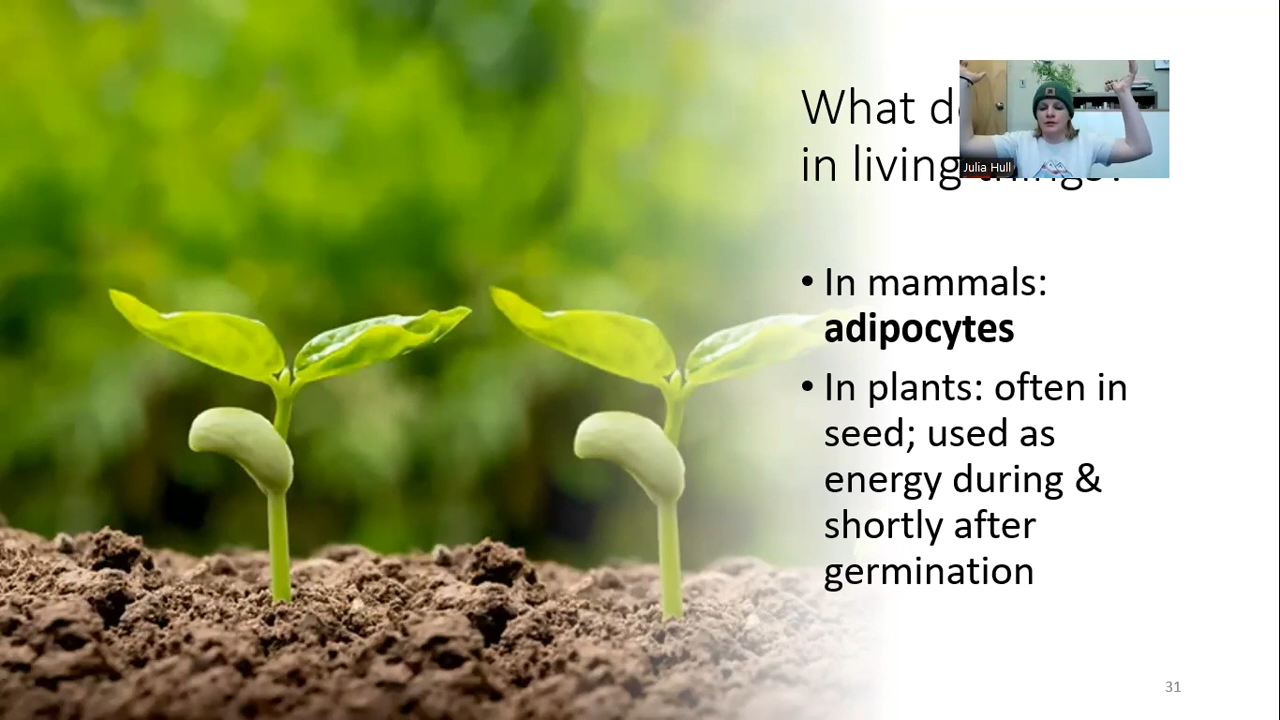 What
in living
Julia Hull
• In mammals:
adipocytes
• In plants: often in
seed; used as
energy during &
shortly after
germination
31